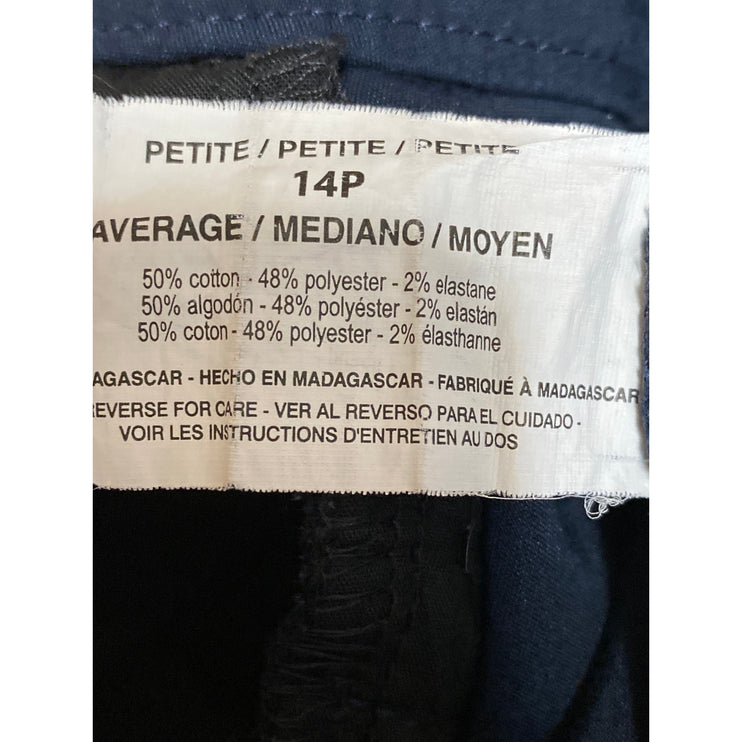 PETITE / PETITE / PETITE
14P
AVERAGE / MEDIANO / MOYEN
50% cotton - 48% polyester - 2% elastane
50% algodón - 48% polyéster - 2% elastán
50% coton - 48% polyester - 2% élasthanne
AGASCAR - HECHO EN MADAGASCAR - FABRIQUÉ À MADAGASCAR
EVERSE FOR CARE - VER AL REVERSO PARA EL CUIDADO -
VOIR LES INSTRUCTIONS D'ENTRETIEN AU DOS